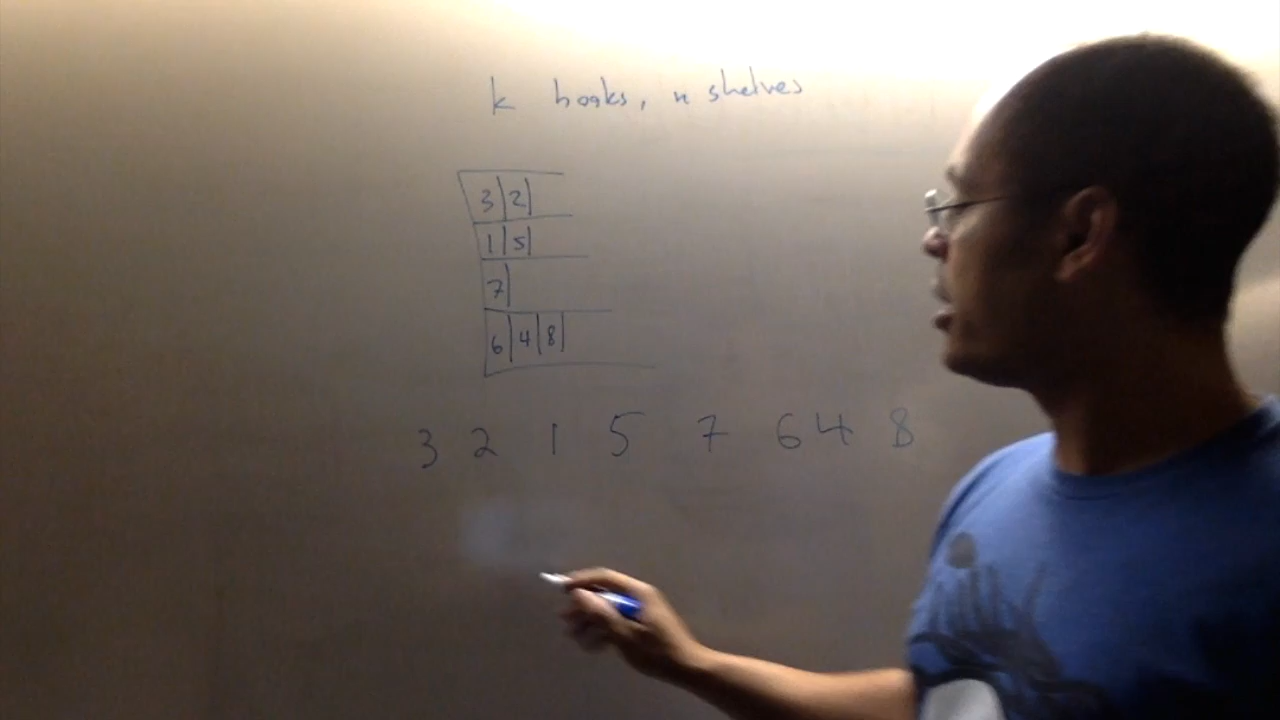 k books, n shelves
3 2
1 5
7
6 4 8
3 2 1 5 7 6 4 8